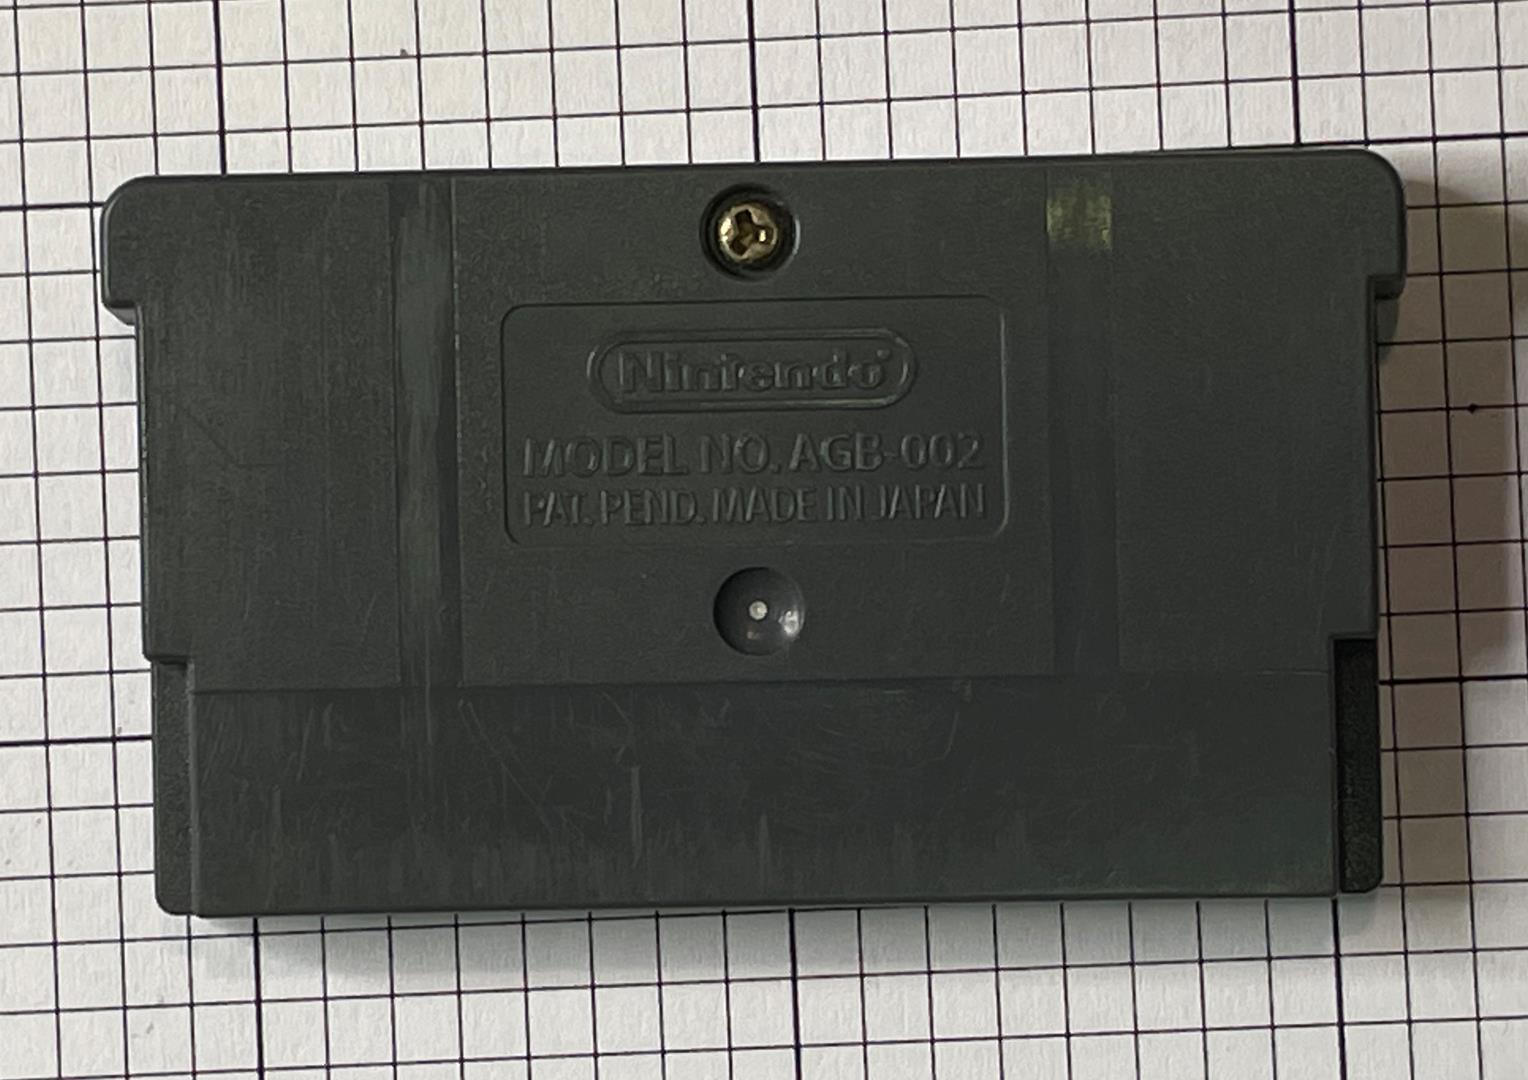 Nintendo
MODEL NO. AGB-002
PAT. PEND. MADE IN JAPAN